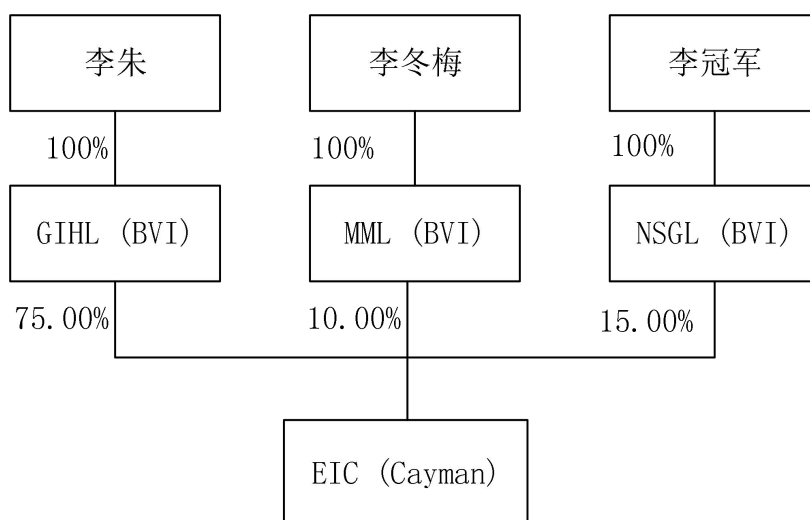 李朱
李冬梅
李冠军
100%
100%
100%
GIHL (BVI)
MML (BVI)
NSGL (BVI)
75.00%
10.00%
15.00%
EIC (Cayman)